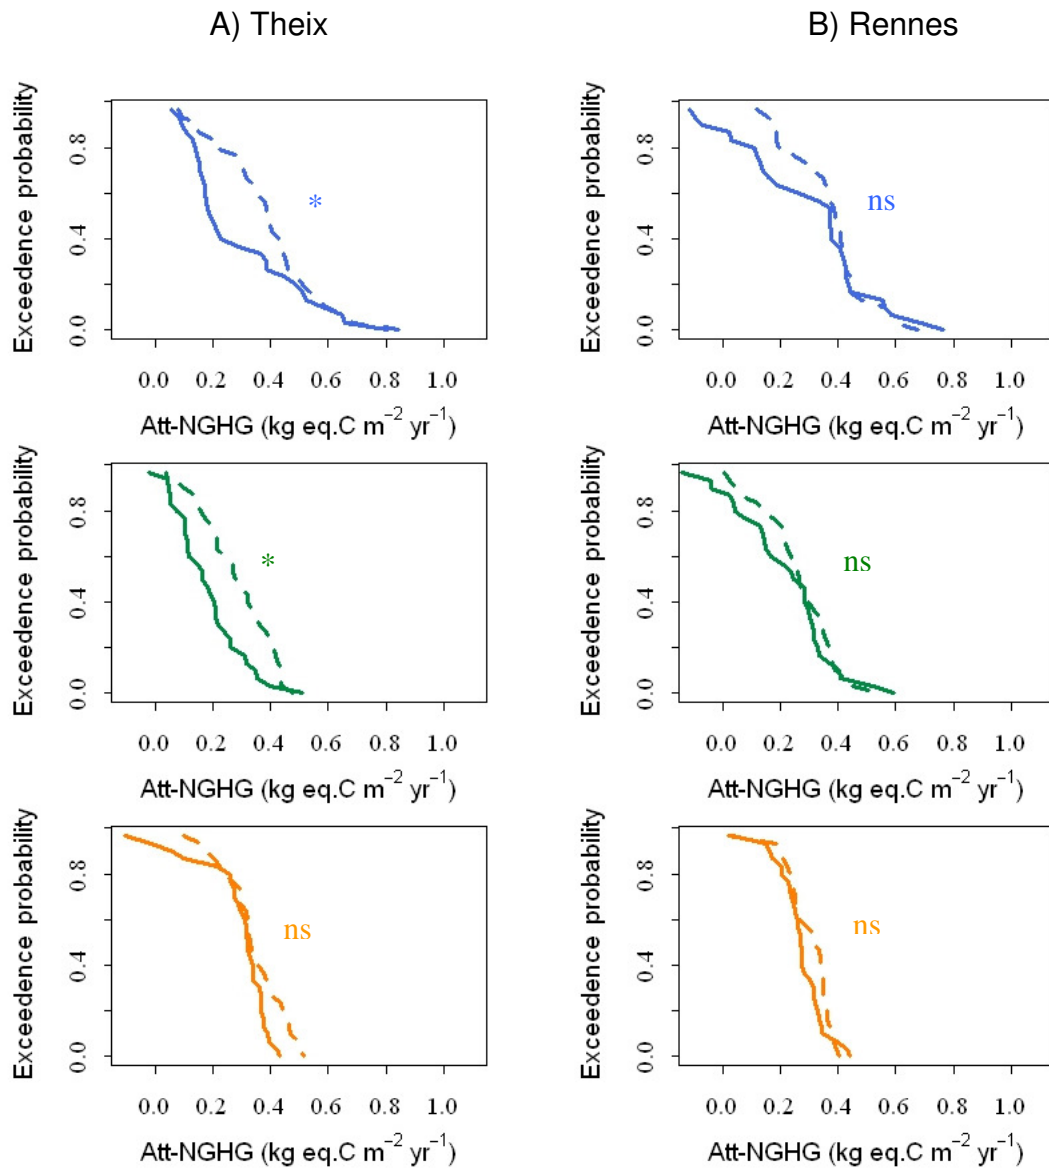 A) Theix
B) Rennes
Exceedence probability
0.0 0.4 0.8
*
0.0 0.2 0.4 0.6 0.8 1.0
Att-NGHG (kg eq.C m−2 yr−1)
Exceedence probability
0.0 0.4 0.8
ns
0.0 0.2 0.4 0.6 0.8 1.0
Att-NGHG (kg eq.C m−2 yr−1)
Exceedence probability
0.0 0.4 0.8
*
0.0 0.2 0.4 0.6 0.8 1.0
Att-NGHG (kg eq.C m−2 yr−1)
Exceedence probability
0.0 0.4 0.8
ns
0.0 0.2 0.4 0.6 0.8 1.0
Att-NGHG (kg eq.C m−2 yr−1)
Exceedence probability
0.0 0.4 0.8
ns
0.0 0.2 0.4 0.6 0.8 1.0
Att-NGHG (kg eq.C m−2 yr−1)
Exceedence probability
0.0 0.4 0.8
ns
0.0 0.2 0.4 0.6 0.8 1.0
Att-NGHG (kg eq.C m−2 yr−1)